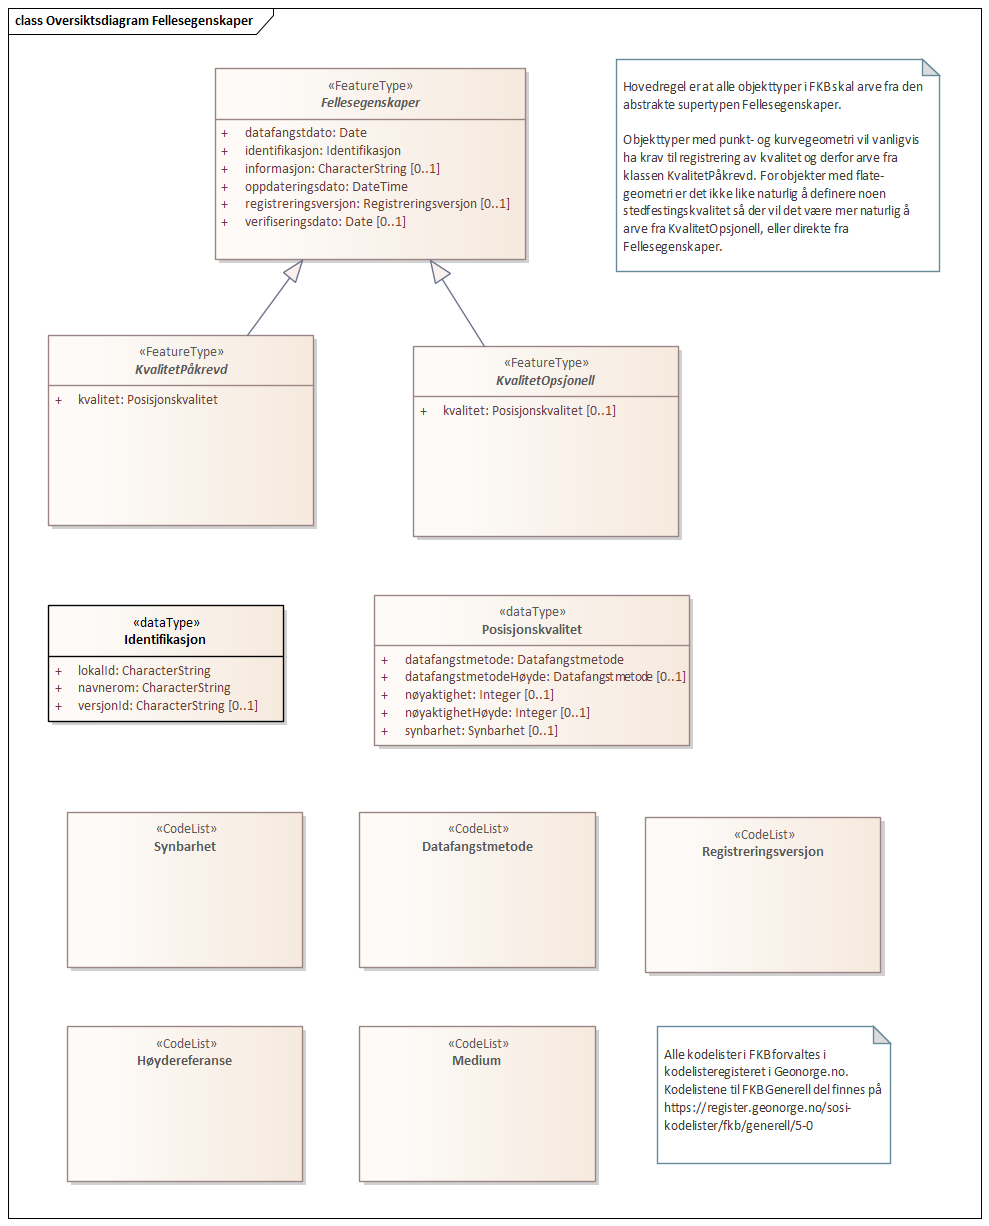 class Oversiktsdiagram Fellesegenskaper
«FeatureType»
Fellesegenskaper
+ datafangstdato: Date
+ identifikasjon: Identifikasjon
+ informasjon: CharacterString [0..1]
+ oppdateringsdato: DateTime
+ registreringsversjon: Registreringsversjon [0..1]
+ verifiseringsdato: Date [0..1]
Hovedregel er at alle objekttyper i FKB skal arve fra den
abstrakte supertypen Fellesegenskaper.
Objekttyper med punkt- og kurvegeometri vil vanligvis
ha krav til registrering av kvalitet og derfor arve fra
klassen KvalitetPåkrevd. For objekter med flate-
geometri er det ikke like naturlig å definere noen
stedfestingskvalitet så der vil det være mer naturlig å
arve fra KvalitetOpsjonell, eller direkte fra
Fellesegenskaper.
«FeatureType»
KvalitetPåkrevd
+ kvalitet: Posisjonskvalitet
«FeatureType»
KvalitetOpsjonell
+ kvalitet: Posisjonskvalitet [0..1]
«dataType»
Identifikasjon
+ lokalId: CharacterString
+ navnerom: CharacterString
+ versjonId: CharacterString [0..1]
«dataType»
Posisjonskvalitet
+ datafangstmetode: Datafangstmetode
+ datafangstmetodeHøyde: Datafangstmetode [0..1]
+ nøyaktighet: Integer [0..1]
+ nøyaktighetHøyde: Integer [0..1]
+ synbarhet: Synbarhet [0..1]
«CodeList»
Synbarhet
«CodeList»
Datafangstmetode
«CodeList»
Registreringsversjon
«CodeList»
Høydereferanse
«CodeList»
Medium
Alle kodelister i FKB forvaltes i
kodelisteregisteret i Geonorge.no.
Kodelistene til FKB Generell del finnes på
https://register.geonorge.no/sosi-
kodelister/fkb/generell/5-0